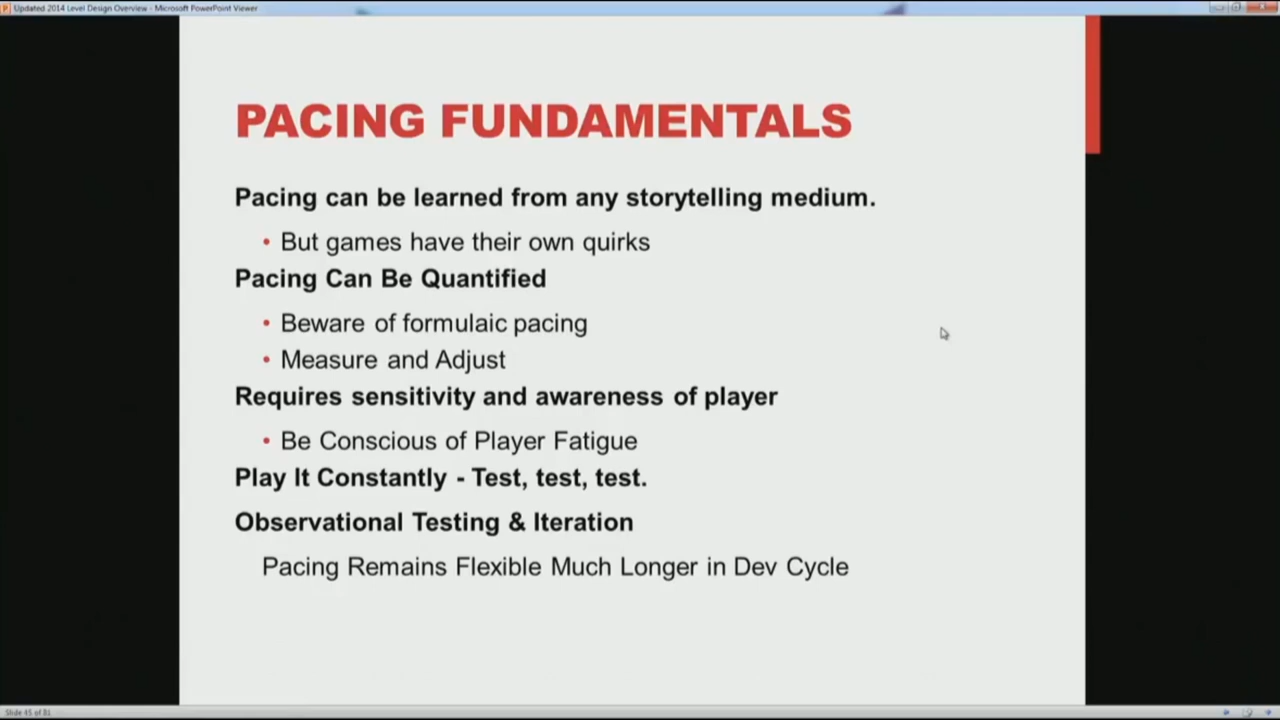 Updated 2014 Level Design Overview - Microsoft PowerPoint Viewer
PACING FUNDAMENTALS
Pacing can be learned from any storytelling medium.
• But games have their own quirks
Pacing Can Be Quantified
• Beware of formulaic pacing
• Measure and Adjust
Requires sensitivity and awareness of player
• Be Conscious of Player Fatigue
Play It Constantly - Test, test, test.
Observational Testing & Iteration
Pacing Remains Flexible Much Longer in Dev Cycle
Slide 45 of 81